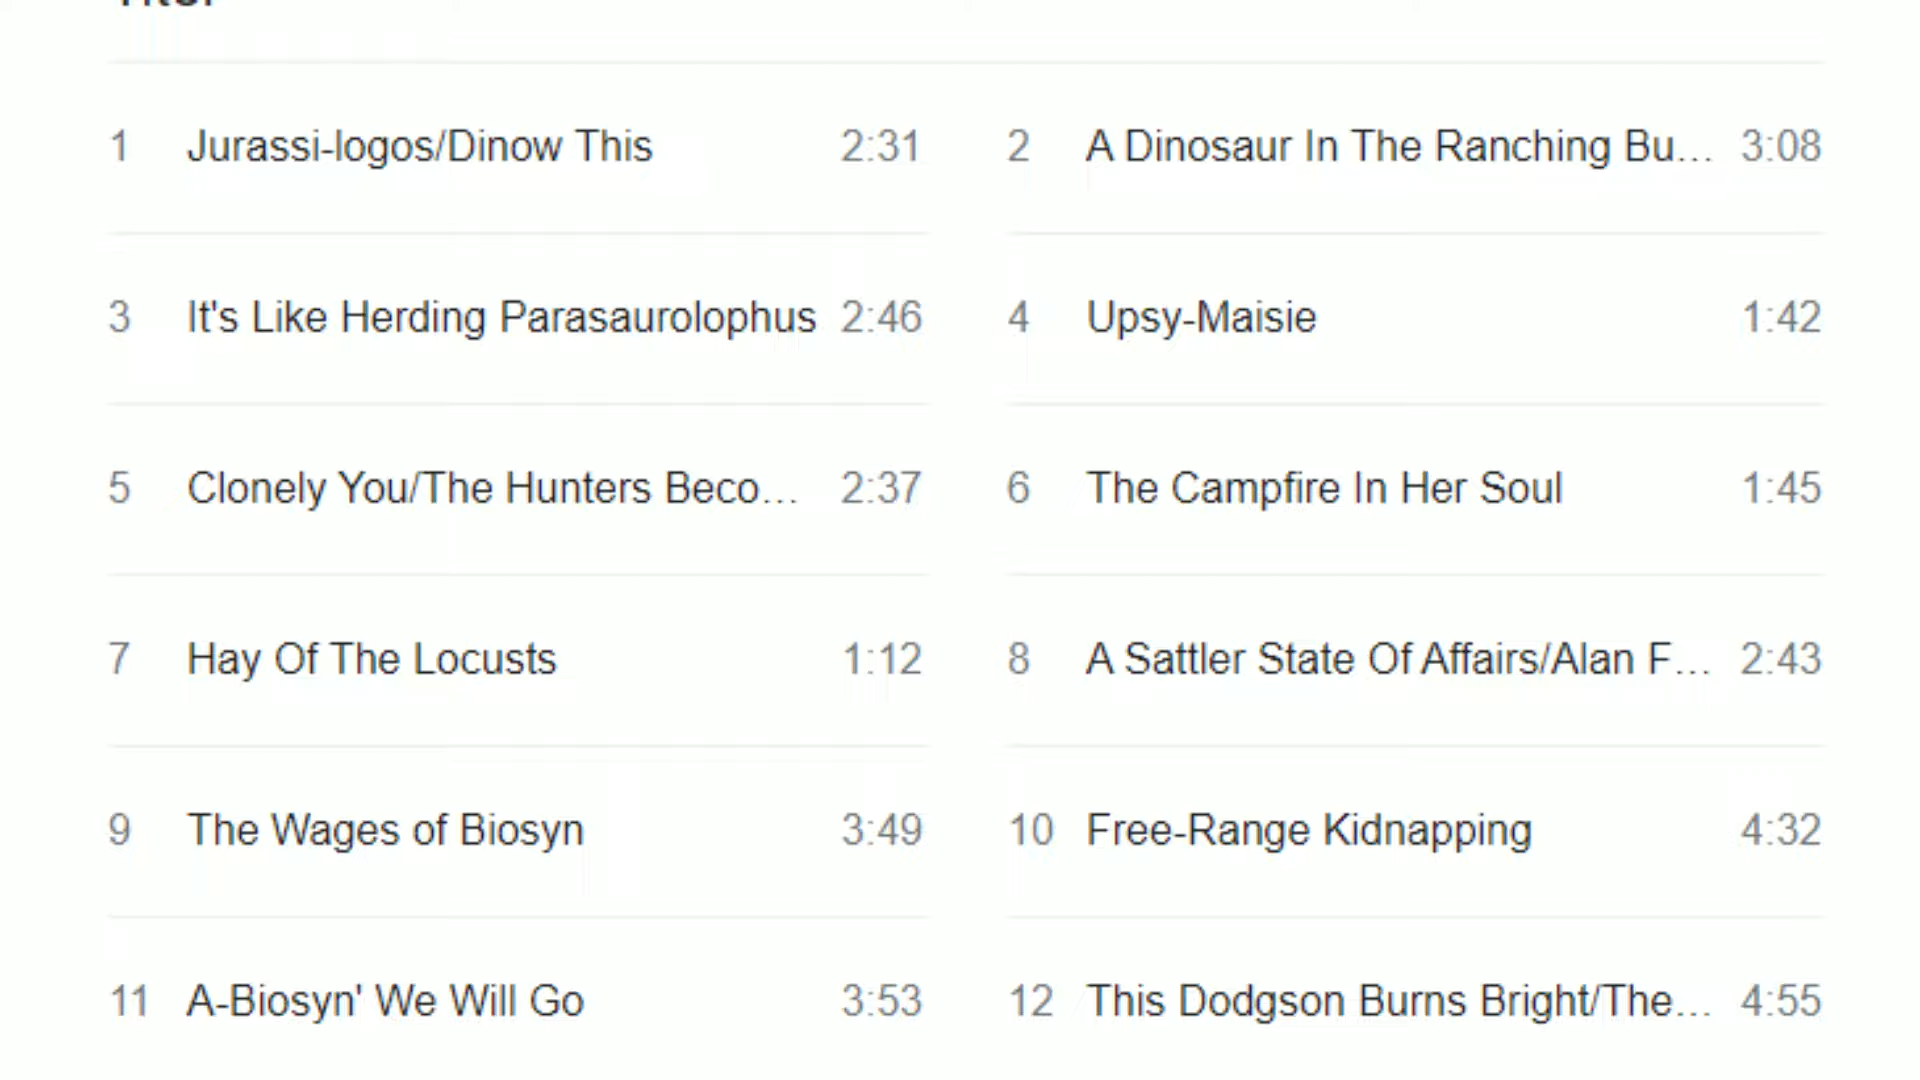 1 Jurassi-logos/Dinow This 2:31 2 A Dinosaur In The Ranching Bu... 3:08
3 It's Like Herding Parasaurolophus 2:46 4 Upsy-Maisie 1:42
5 Clonely You/The Hunters Beco... 2:37 6 The Campfire In Her Soul 1:45
7 Hay Of The Locusts 1:12 8 A Sattler State Of Affairs/Alan F... 2:43
9 The Wages of Biosyn 3:49 10 Free-Range Kidnapping 4:32
11 A-Biosyn' We Will Go 3:53 12 This Dodgson Burns Bright/The... 4:55